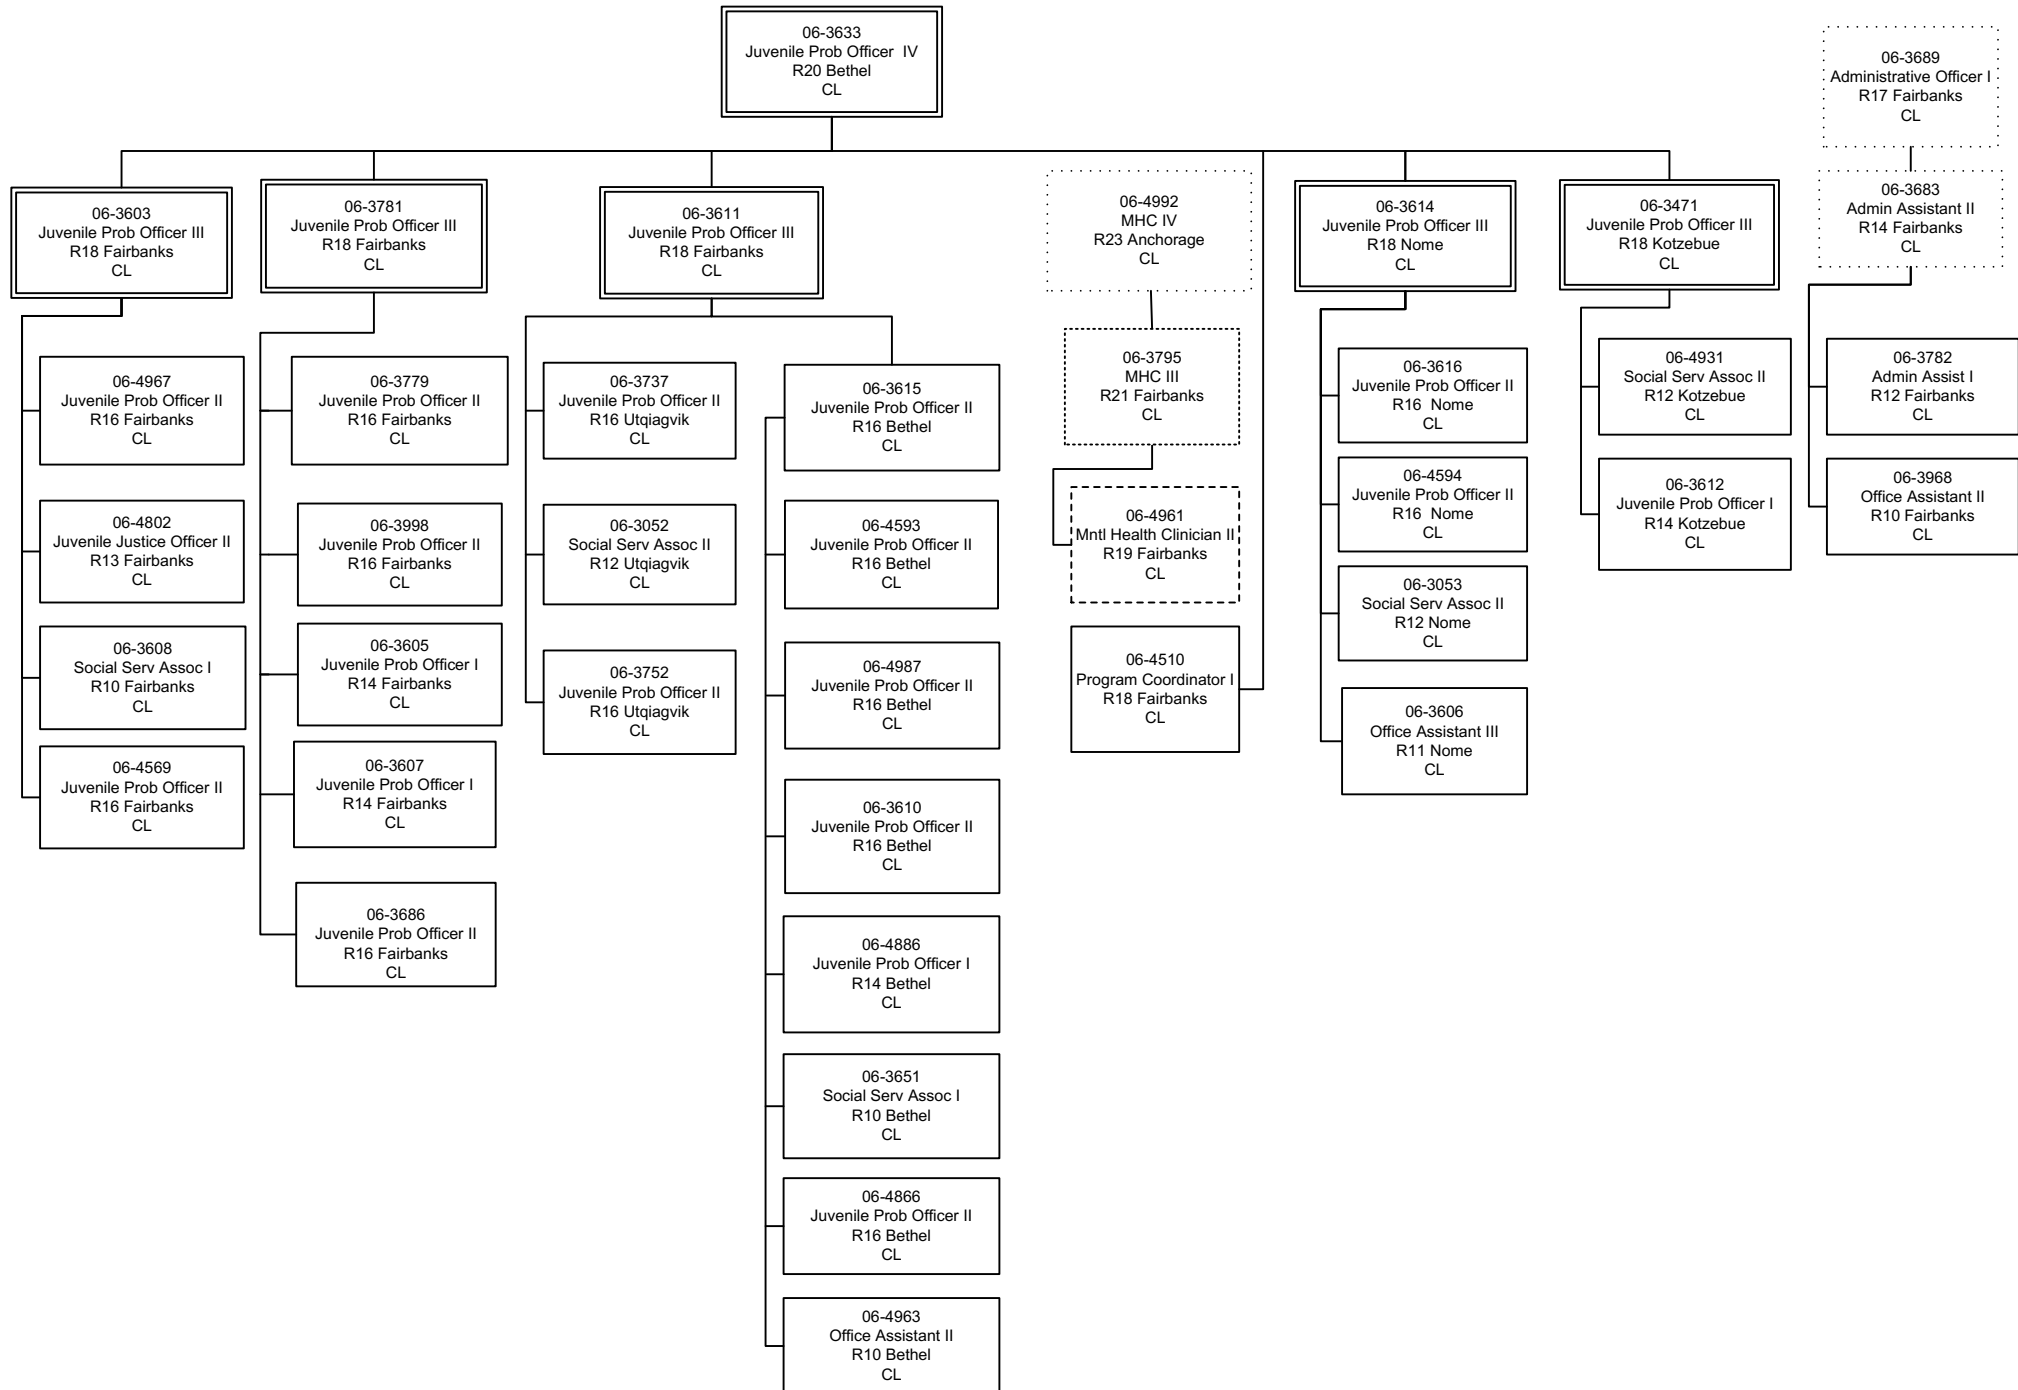 06-3633
Juvenile Prob Officer  IV
R20 Bethel
CL
06-3689
Administrative Officer I
R17 Fairbanks
CL
06-3603
Juvenile Prob Officer III
R18 Fairbanks
CL
06-3781
Juvenile Prob Officer III
R18 Fairbanks
CL
06-3611
Juvenile Prob Officer III
R18 Fairbanks
CL
06-4992
MHC IV
R23 Anchorage
CL
06-3614
Juvenile Prob Officer III
R18 Nome
CL
06-3471
Juvenile Prob Officer III
R18 Kotzebue
CL
06-3683
Admin Assistant II
R14 Fairbanks
CL
06-4967
Juvenile Prob Officer II
R16 Fairbanks
CL
06-4802
Juvenile Justice Officer II
R13 Fairbanks
CL
06-3608
Social Serv Assoc I
R10 Fairbanks
CL
06-4569
Juvenile Prob Officer II
R16 Fairbanks
CL
06-3779
Juvenile Prob Officer II
R16 Fairbanks
CL
06-3998
Juvenile Prob Officer II
R16 Fairbanks
CL
06-3605
Juvenile Prob Officer I
R14 Fairbanks
CL
06-3607
Juvenile Prob Officer I
R14 Fairbanks
CL
06-3686
Juvenile Prob Officer II
R16 Fairbanks
CL
06-3737
Juvenile Prob Officer II
R16 Utqiagvik
CL
06-3052
Social Serv Assoc II
R12 Utqiagvik
CL
06-3752
Juvenile Prob Officer II
R16 Utqiagvik
CL
06-3615
Juvenile Prob Officer II
R16 Bethel
CL
06-4593
Juvenile Prob Officer II
R16 Bethel
CL
06-4987
Juvenile Prob Officer II
R16 Bethel
CL
06-3610
Juvenile Prob Officer II
R16 Bethel
CL
06-4886
Juvenile Prob Officer I
R14 Bethel
CL
06-3651
Social Serv Assoc I
R10 Bethel
CL
06-4866
Juvenile Prob Officer II
R16 Bethel
CL
06-4963
Office Assistant II
R10 Bethel
CL
06-3795
MHC III
R21 Fairbanks
CL
06-4961
Mntl Health Clinician II
R19 Fairbanks
CL
06-4510
Program Coordinator I
R18 Fairbanks
CL
06-3616
Juvenile Prob Officer II
R16  Nome
CL
06-4594
Juvenile Prob Officer II
R16  Nome
CL
06-3053
Social Serv Assoc II
R12 Nome
CL
06-3606
Office Assistant III
R11 Nome
CL
06-4931
Social Serv Assoc II
R12 Kotzebue
CL
06-3612
Juvenile Prob Officer I
R14 Kotzebue
CL
06-3782
Admin Assist I
R12 Fairbanks
CL
06-3968
Office Assistant II
R10 Fairbanks
CL